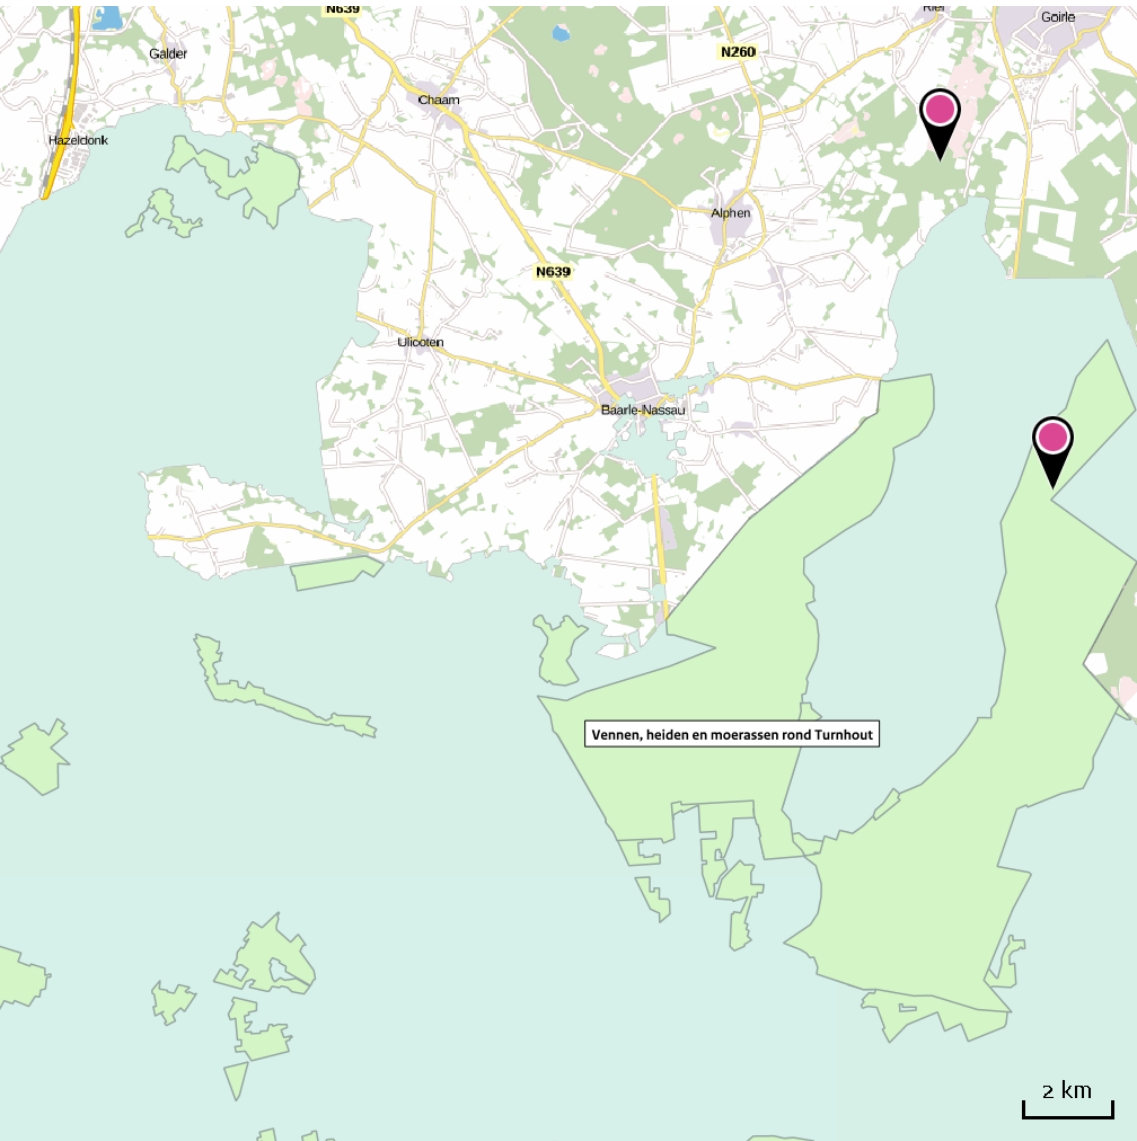 N639
Riel
Goirle
Galder
N260
Chaam
Hazeldonk
Alphen
N639
Ulicoten
Baarle-Nassau
Vennen, heiden en moerassen rond Turnhout
2 km